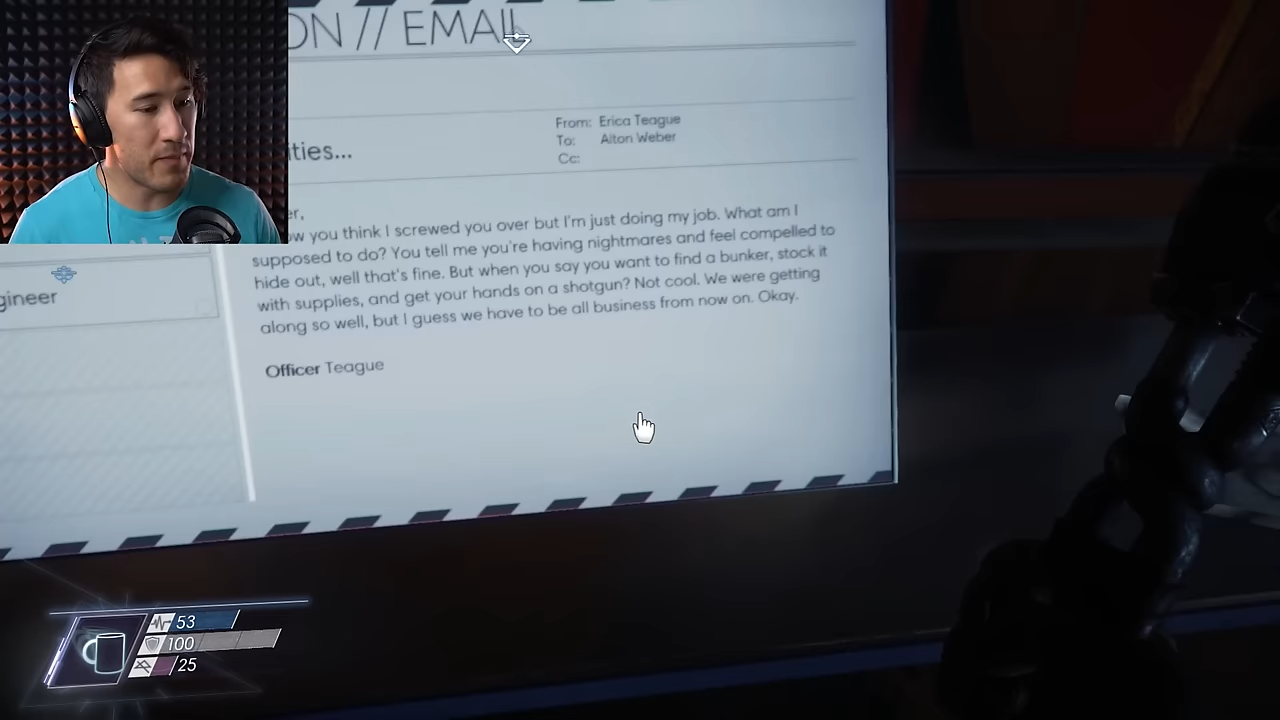 ON // EMAIL
From: Erica Teague
To: Alton Weber
ities...
Cc:
er,
ow you think I screwed you over but I'm just doing my job. What am I
supposed to do? You tell me you're having nightmares and feel compelled to
hide out, well that's fine. But when you say you want to find a bunker, stock it
with supplies, and get your hands on a shotgun? Not cool. We were getting
along so well, but I guess we have to be all business from now on. Okay.
gineer
Officer Teague
53
100
25